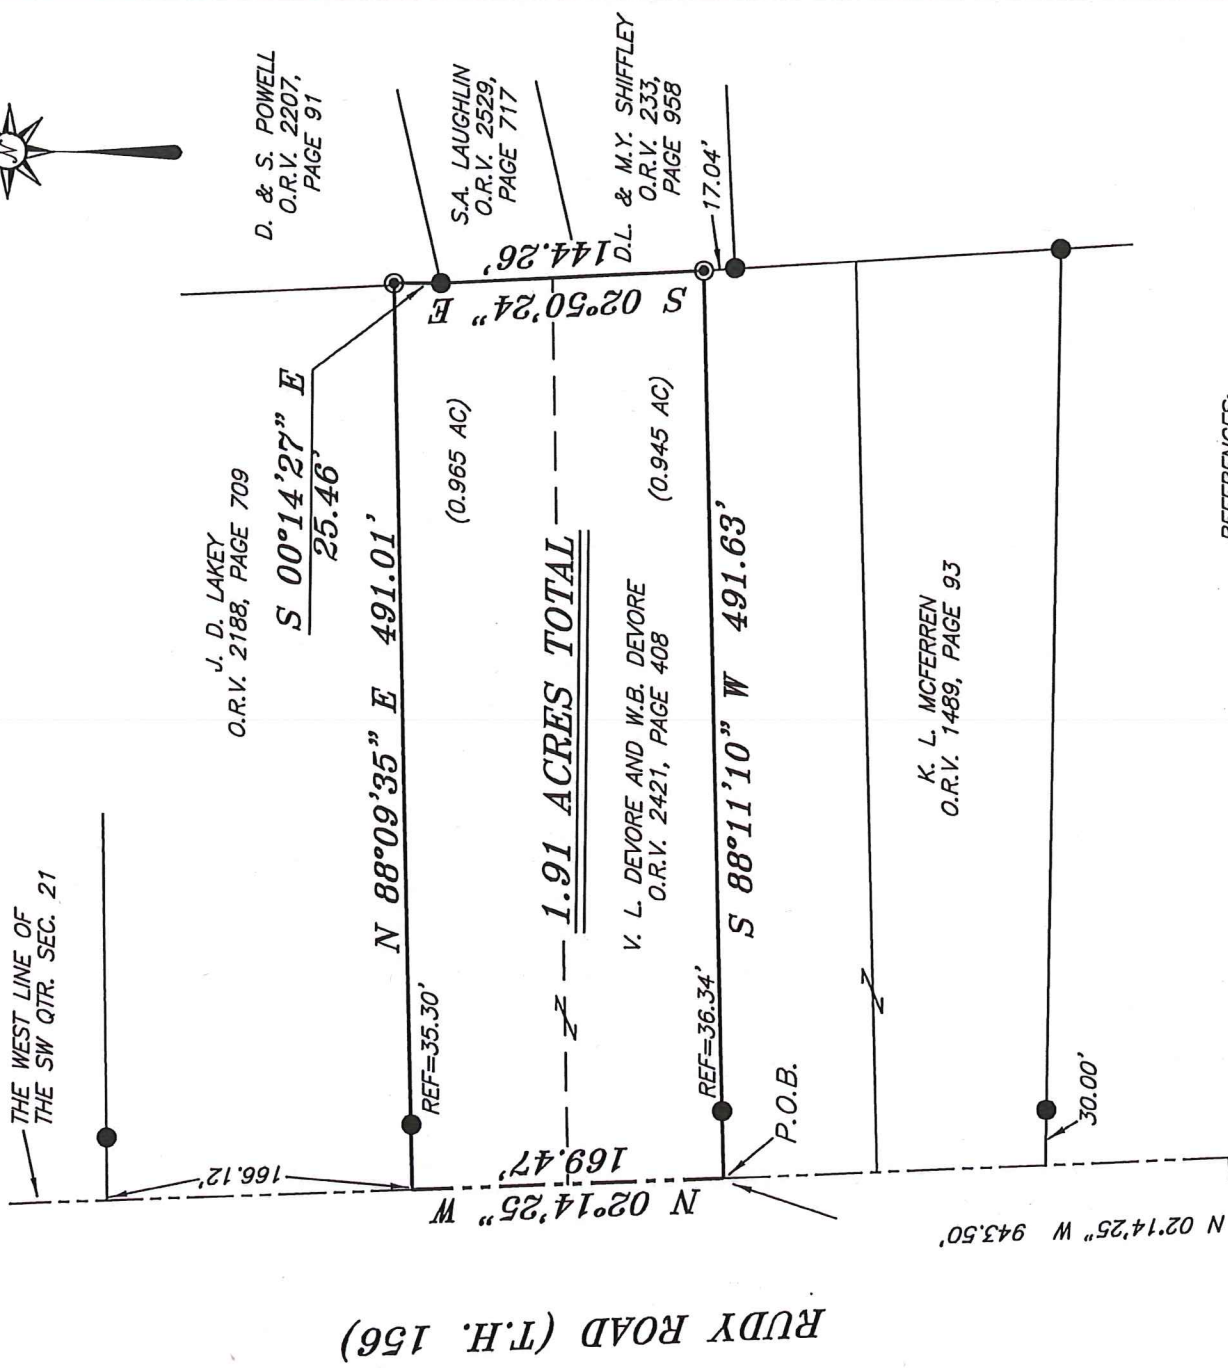 N
D. & S. POWELL
O.R.V. 2207,
PAGE 91
S.A. LAUGHLIN
O.R.V. 2529,
PAGE 717
D.L. & M.Y. SHIFFLEY
O.R.V. 233,
PAGE 958
17.04'
144.26'
S 02°50'24" E
S 00°14'27" E
25.46'
J. D. LAKEY
O.R.V. 2188, PAGE 709
N 88°09'35" E 491.01'
(0.965 AC)
1.91 ACRES TOTAL
(0.945 AC)
V. L. DEVORE AND W.B. DEVORE
O.R.V. 2421, PAGE 408
S 88°11'10" W 491.63'
K. L. MCFERREN
O.R.V. 1489, PAGE 93
THE WEST LINE OF
THE SW QTR. SEC. 21
REF=35.30'
REF=36.34'
P.O.B.
30.00'
166.12'
169.47'
N 02°14'25" W
N 02°14'25" W 943.50'
RUDY ROAD (T.H. 156)
REFERENCES: